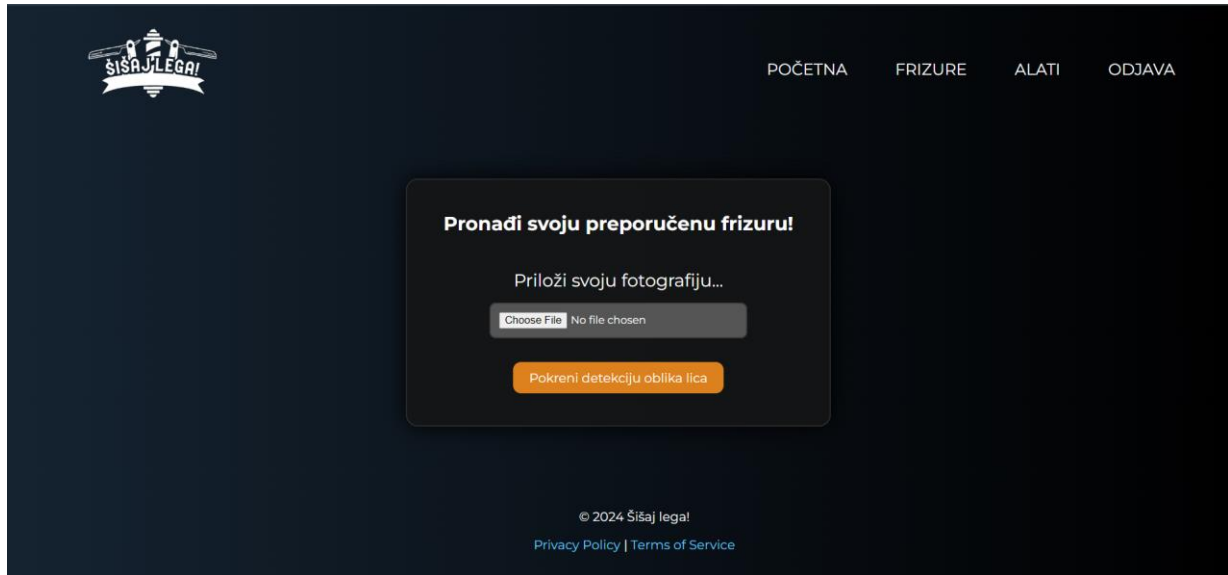 ŠIŠAJ LEGA!
POČETNA FRIZURE ALATI ODJAVA
Pronađi svoju preporučenu frizuru!
Priloži svoju fotografiju...
Choose File No file chosen
Pokreni detekciju oblika lica
© 2024 Šišaj lega!
Privacy Policy | Terms of Service